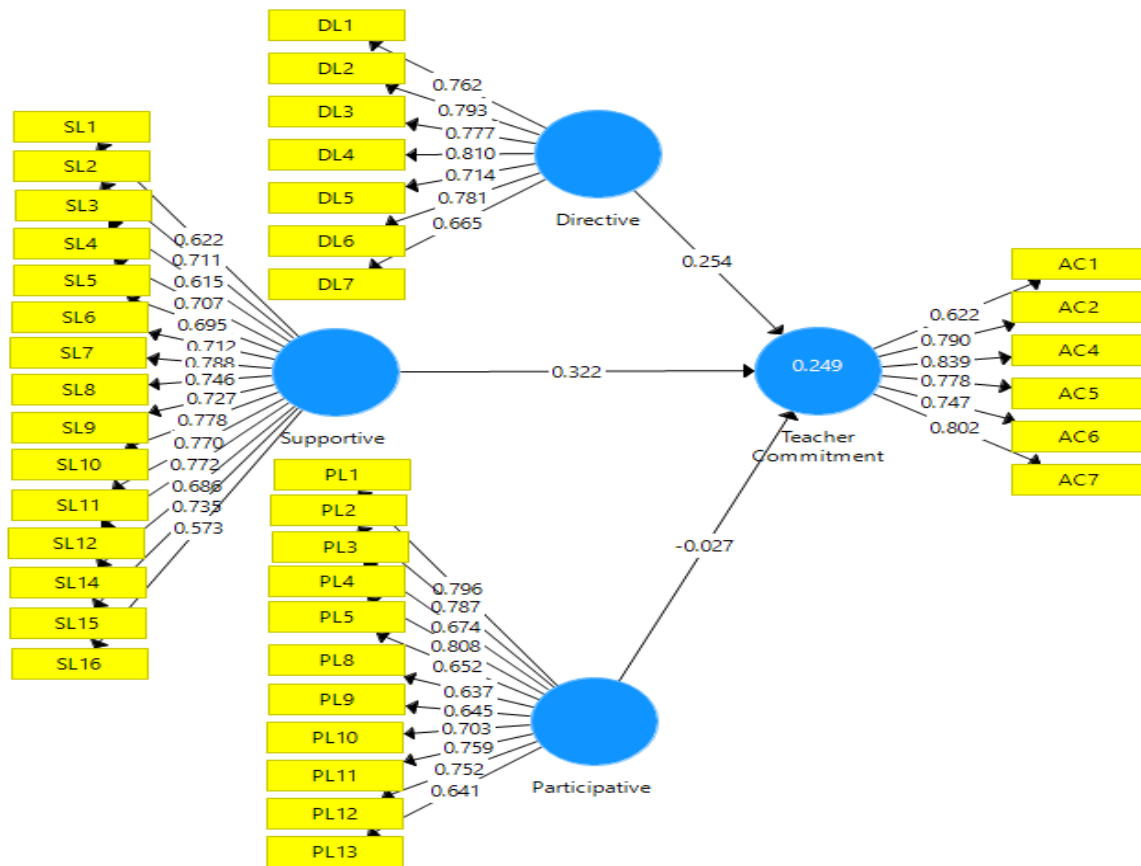 DL1
DL2
DL3
DL4
DL5
DL6
DL7
0.762
0.793
0.777
0.810
0.714
0.781
0.665
Directive
SL1
SL2
SL3
SL4
SL5
SL6
SL7
SL8
SL9
SL10
SL11
SL12
SL14
SL15
SL16
0.622
0.711
0.615
0.707
0.695
0.712
0.788
0.746
0.727
0.778
0.770
0.772
0.686
0.735
0.573
Supportive
PL1
PL2
PL3
PL4
PL5
PL8
PL9
PL10
PL11
PL12
PL13
0.796
0.787
0.674
0.808
0.652
0.637
0.645
0.703
0.759
0.752
0.641
Participative
0.254
0.322
-0.027
0.249
Teacher
Commitment
0.622
0.790
0.839
0.778
0.747
0.802
AC1
AC2
AC4
AC5
AC6
AC7